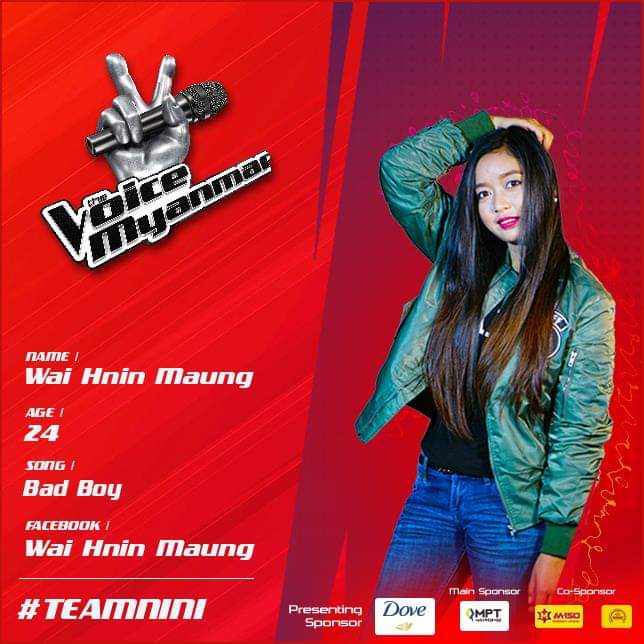 The Voice
Myanmar
NAME |
Wai Hnin Maung
AGE |
24
SONG |
Bad Boy
FACEBOOK |
Wai Hnin Maung
#TEAMNINI
Presenting
Sponsor
Dove
Main Sponsor
MPT
Co-Sponsor
M-150